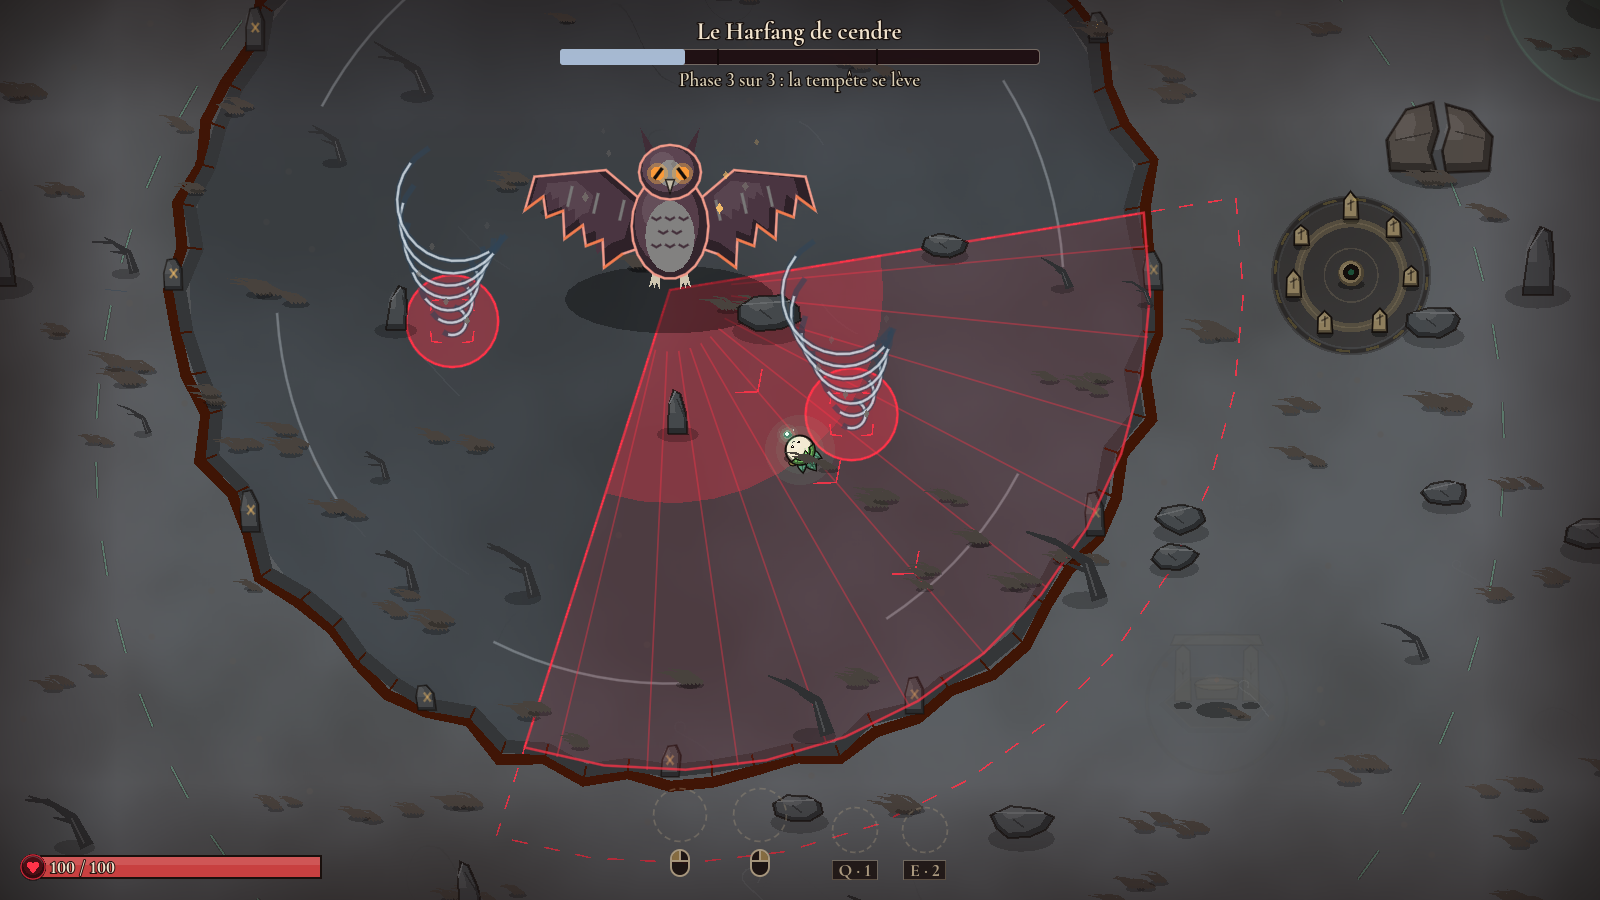 Le Harfang de cendre
Phase 3 sur 3 : la tempête se lève
100 / 100
Q · 1
E · 2